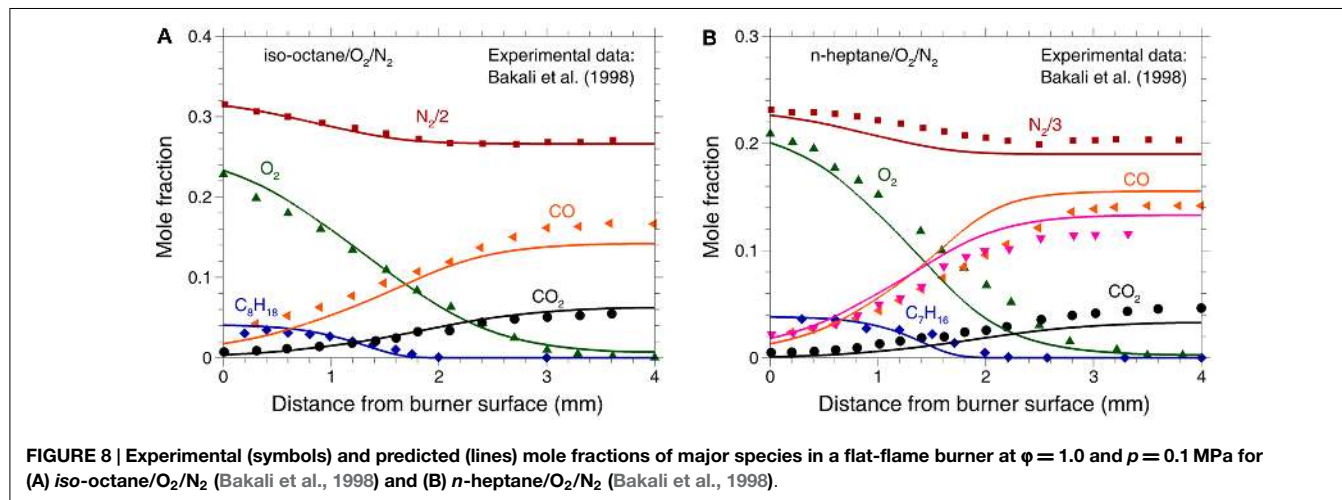 A
iso-octane/O₂/N₂
Experimental data:
Bakali et al. (1998)
N₂/2
O₂
CO
C₈H₁₈
CO₂
0.4
0.3
0.2
0.1
0
0 1 2 3 4
Mole fraction
Distance from burner surface (mm)
B
n-heptane/O₂/N₂
Experimental data:
Bakali et al. (1998)
N₂/3
O₂
CO
CO₂
C₇H₁₆
0.3
0.2
0.1
0
0 1 2 3 4
Mole fraction
Distance from burner surface (mm)
FIGURE 8 | Experimental (symbols) and predicted (lines) mole fractions of major species in a flat-flame burner at φ = 1.0 and p = 0.1 MPa for
(A) iso-octane/O₂/N₂ (Bakali et al., 1998) and (B) n-heptane/O₂/N₂ (Bakali et al., 1998).